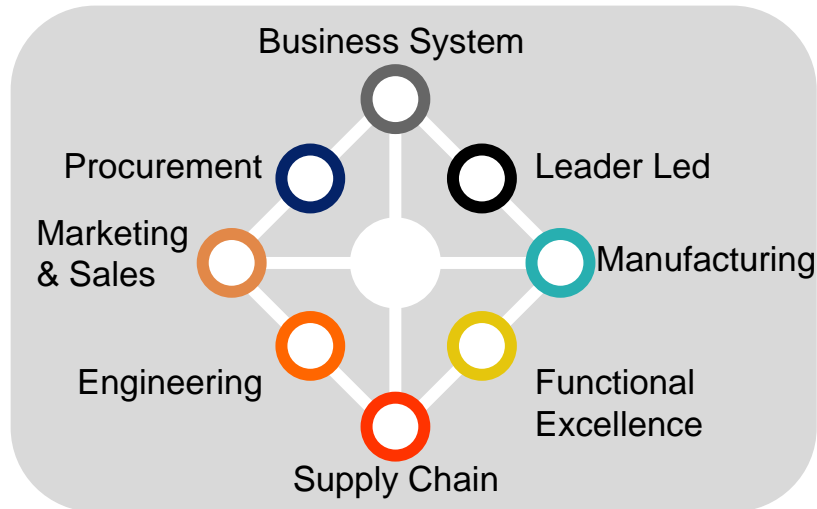 Business System
Procurement
Leader Led
Marketing
& Sales
Manufacturing
Engineering
Functional
Excellence
Supply Chain